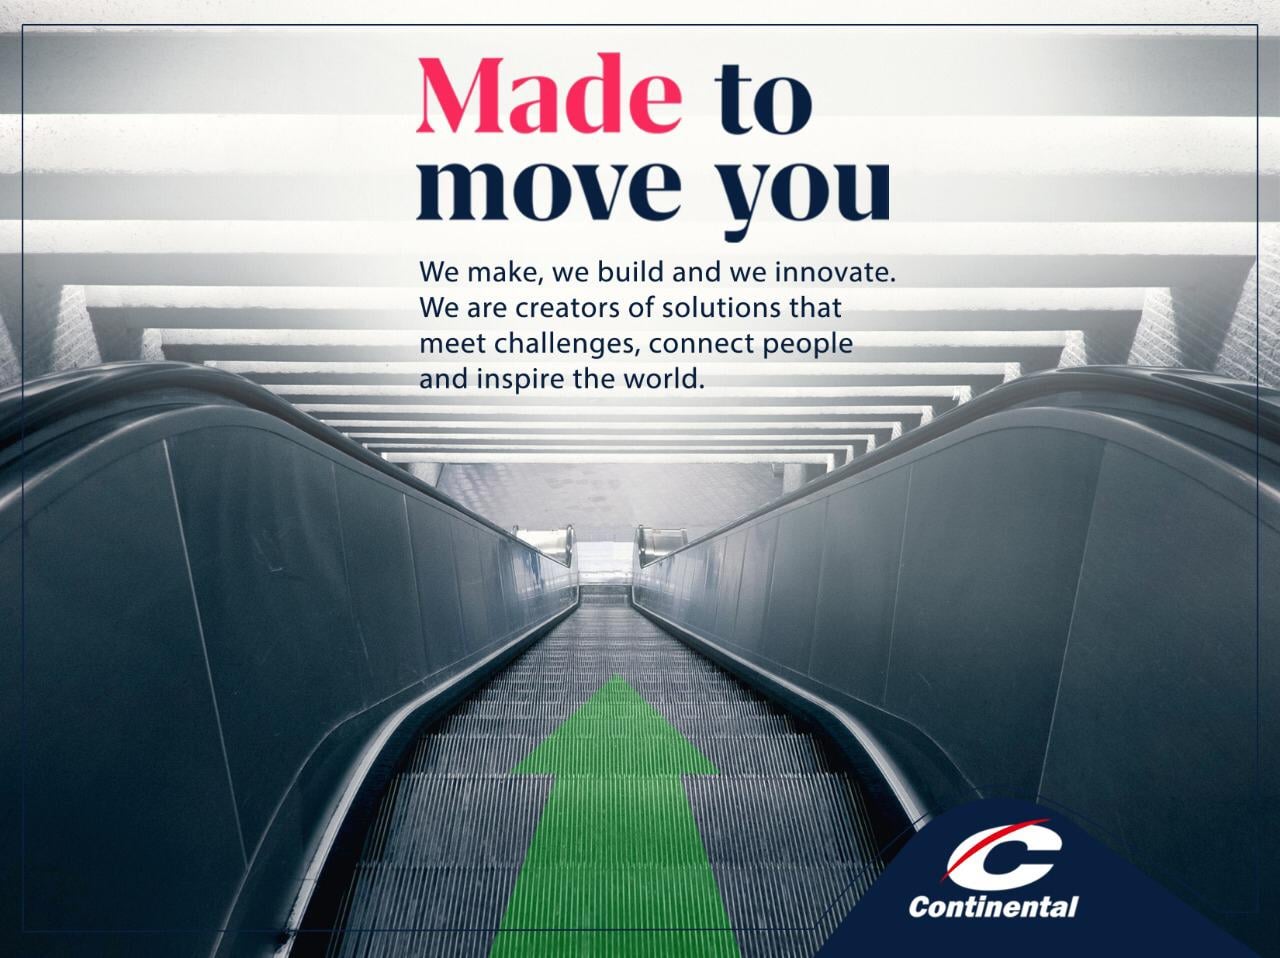 Made to
move you
We make, we build and we innovate.
We are creators of solutions that
meet challenges, connect people
and inspire the world.
Continental